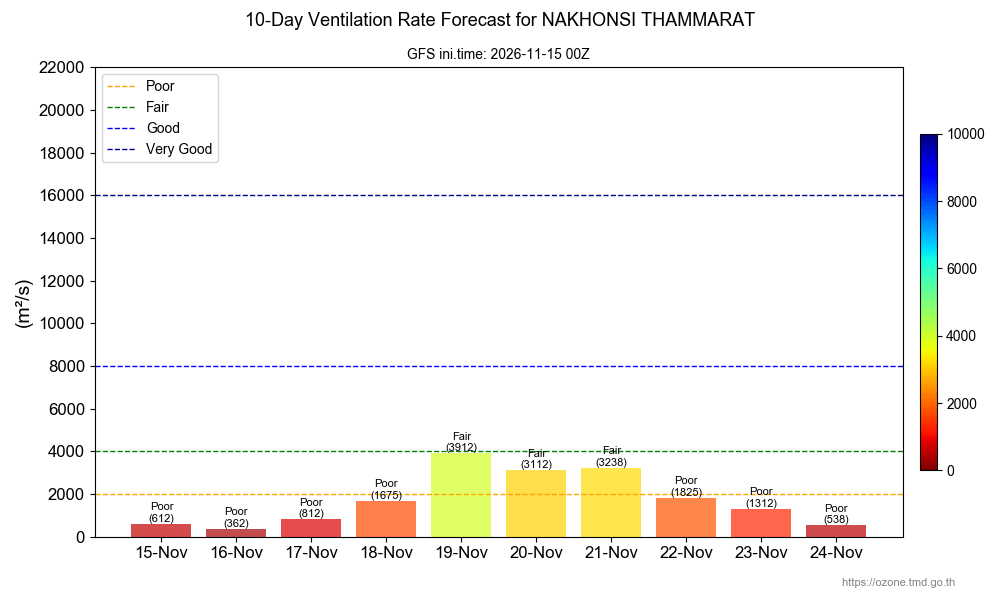 10-Day Ventilation Rate Forecast for NAKHONSI THAMMARAT
GFS ini.time: 2026-11-15 00Z
(m²/s)
22000
20000
18000
16000
14000
12000
10000
8000
6000
4000
2000
0
Poor
Fair
Good
Very Good
Poor
(612)
Poor
(362)
Poor
(812)
Poor
(1675)
Fair
(3912)
Fair
(3112)
Fair
(3238)
Poor
(1825)
Poor
(1312)
Poor
(538)
15-Nov
16-Nov
17-Nov
18-Nov
19-Nov
20-Nov
21-Nov
22-Nov
23-Nov
24-Nov
10000
8000
6000
4000
2000
0
https://ozone.tmd.go.th